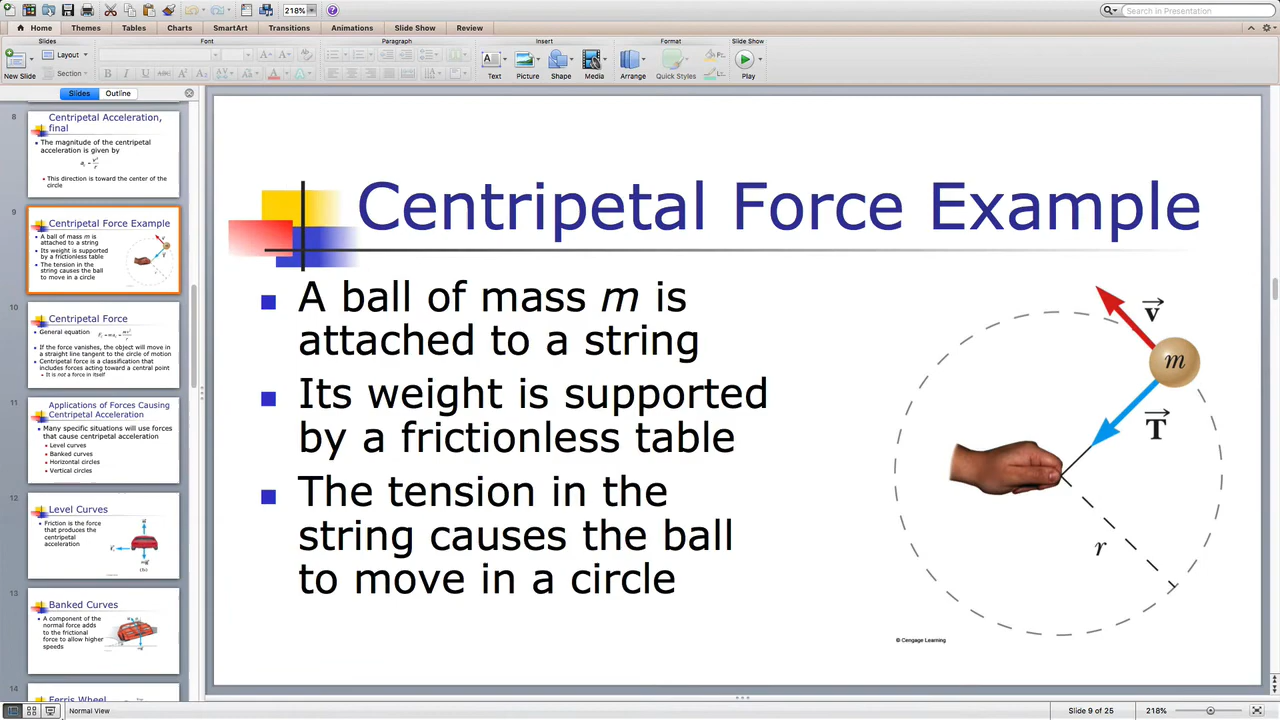 218%
Search in Presentation
Home
Themes
Tables
Charts
SmartArt
Transitions
Animations
Slide Show
Review
Slides
Font
Paragraph
Insert
Format
Slide Show
New Slide
Layout
Section
Text
Picture
Shape
Media
Arrange
Quick Styles
Play
Slides
Outline
8
Centripetal Acceleration,
final
The magnitude of the centripetal
acceleration is given by
This direction is toward the center of the
circle
9
Centripetal Force Example
A ball of mass m is
attached to a string
Its weight is supported
by a frictionless table
The tension in the
string causes the ball
to move in a circle
10
Centripetal Force
General equation
If the force vanishes, the object will move in
a straight line tangent to the circle of motion
Centripetal force is a classification that
includes forces acting toward a central point
It is not a force in itself
11
Applications of Forces Causing
Centripetal Acceleration
Many specific situations will use forces
that cause centripetal acceleration
Level curves
Banked curves
Horizontal circles
Vertical circles
12
Level Curves
Friction is the force
that produces the
centripetal
acceleration
13
Banked Curves
A component of the
normal force adds
to the frictional
force to allow higher
speeds
14
Ferris Wheel
Centripetal Force Example
A ball of mass m is
attached to a string
Its weight is supported
by a frictionless table
The tension in the
string causes the ball
to move in a circle
v
m
T
r
© Cengage Learning
Normal View
Slide 9 of 25
218%